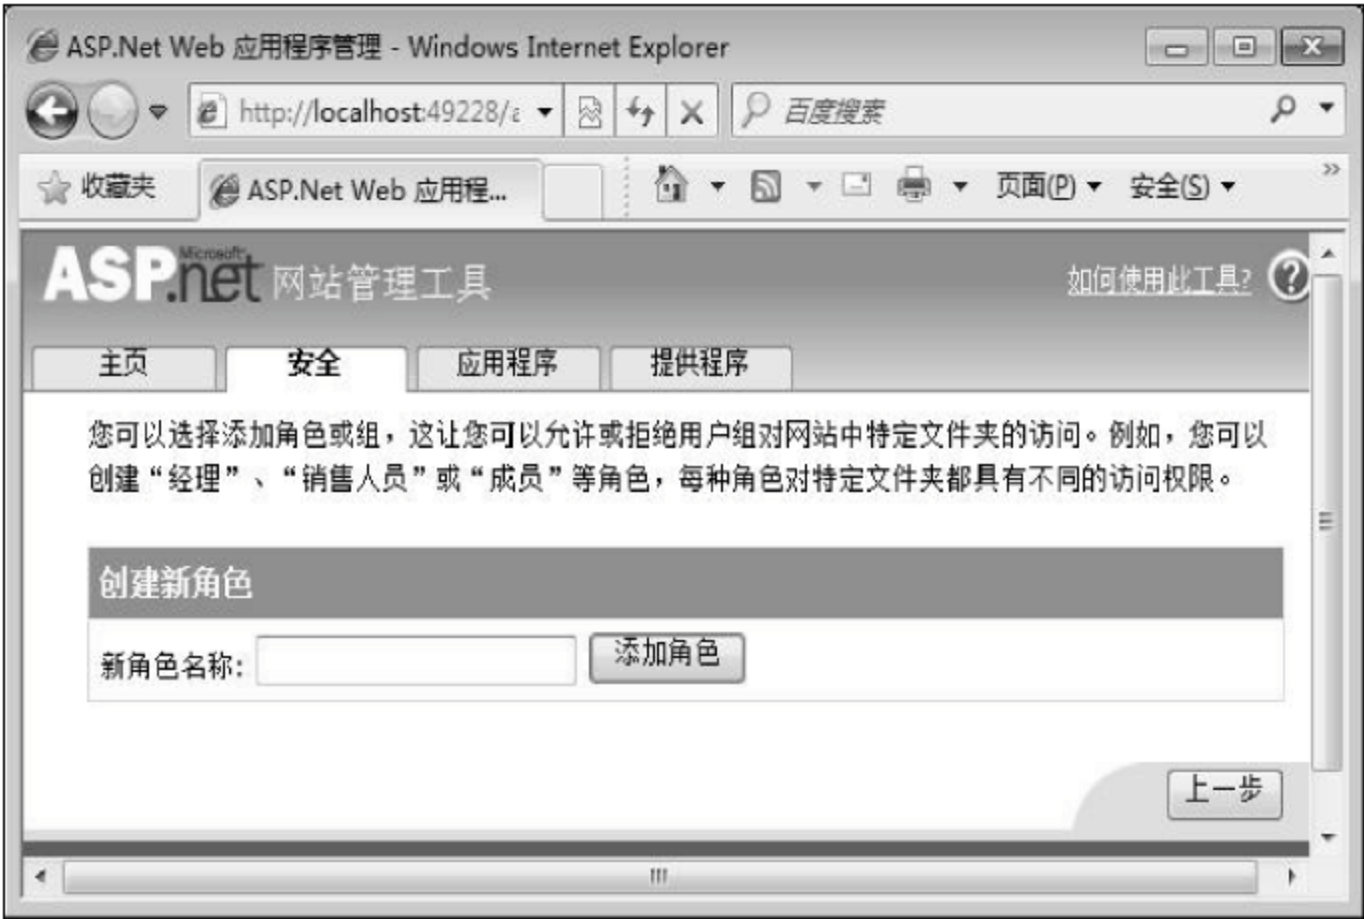 ASP.Net Web 应用程序管理 - Windows Internet Explorer
http://localhost:49228/a
百度搜索
收藏夹
ASP.Net Web 应用程...
页面(P)
安全(S)
Microsoft
ASP.net 网站管理工具
如何使用此工具?
主页
安全
应用程序
提供程序
您可以选择添加角色或组，这让您可以允许或拒绝用户组对网站中特定文件夹的访问。例如，您可以
创建“经理”、“销售人员”或“成员”等角色，每种角色对特定文件夹都具有不同的访问权限。
创建新角色
新角色名称:
添加角色
上一步